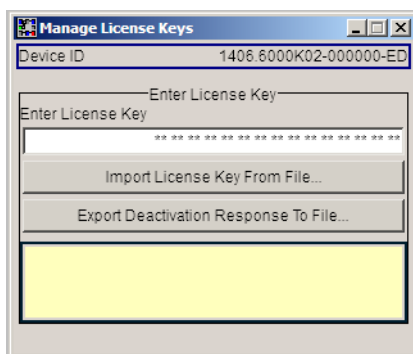 Manage License Keys
Device ID 1406.6000K02-000000-ED
Enter License Key
Enter License Key
** ** ** ** ** ** ** ** ** ** ** ** ** ** **
Import License Key From File...
Export Deactivation Response To File...